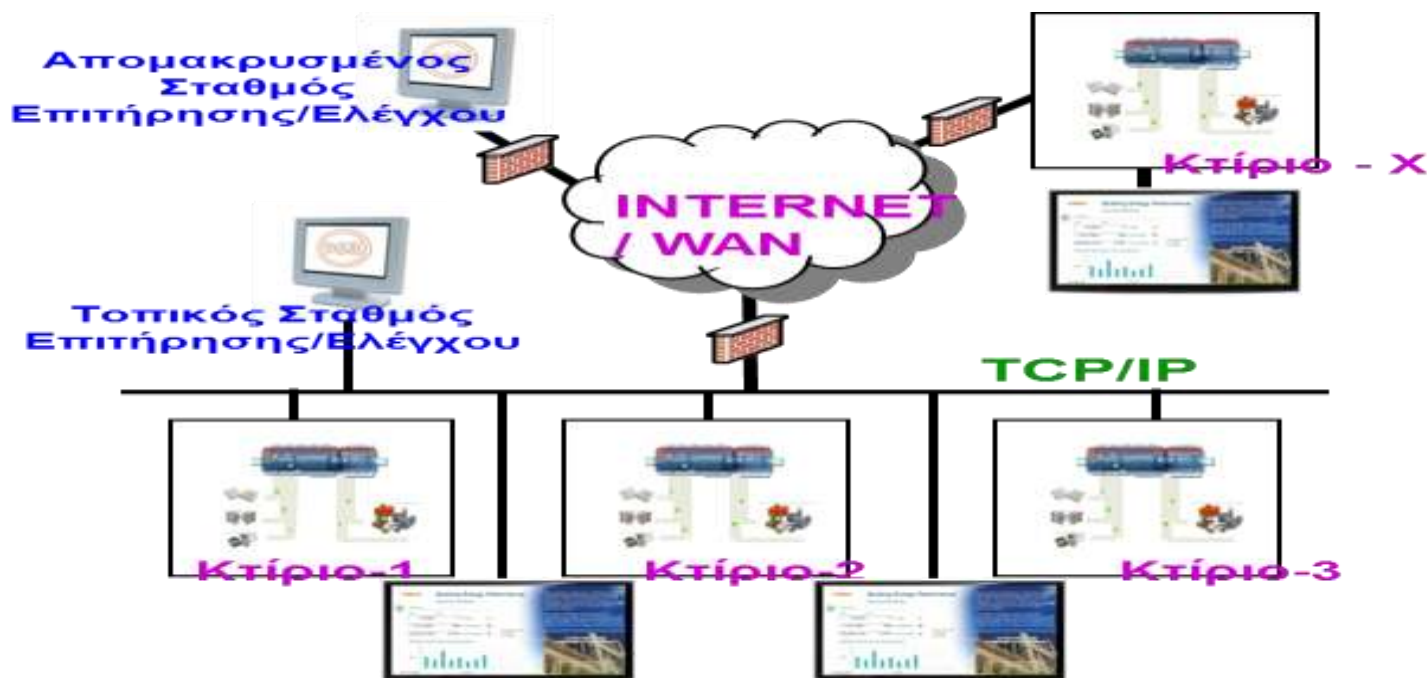 Απομακρυσμένος
Σταθμός
Επιτήρησης/Ελέγχου
Κτίριο - Χ
INTERNET
/ WAN
Τοπικός Σταθμός
Επιτήρησης/Ελέγχου
TCP/IP
Κτίριο-1
Κτίριο-2
Κτίριο-3